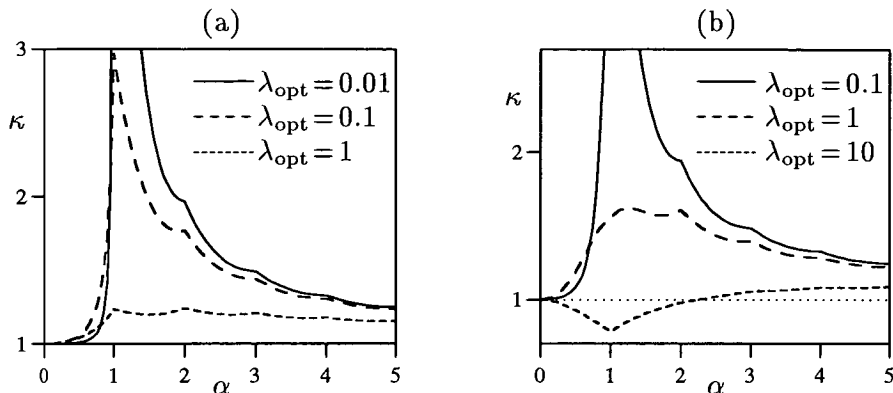 (a)
3
2
1
κ
λopt = 0.01
λopt = 0.1
λopt = 1
0 1 2 3 4 5
α
(b)
2
1
κ
λopt = 0.1
λopt = 1
λopt = 10
0 1 2 3 4 5
α